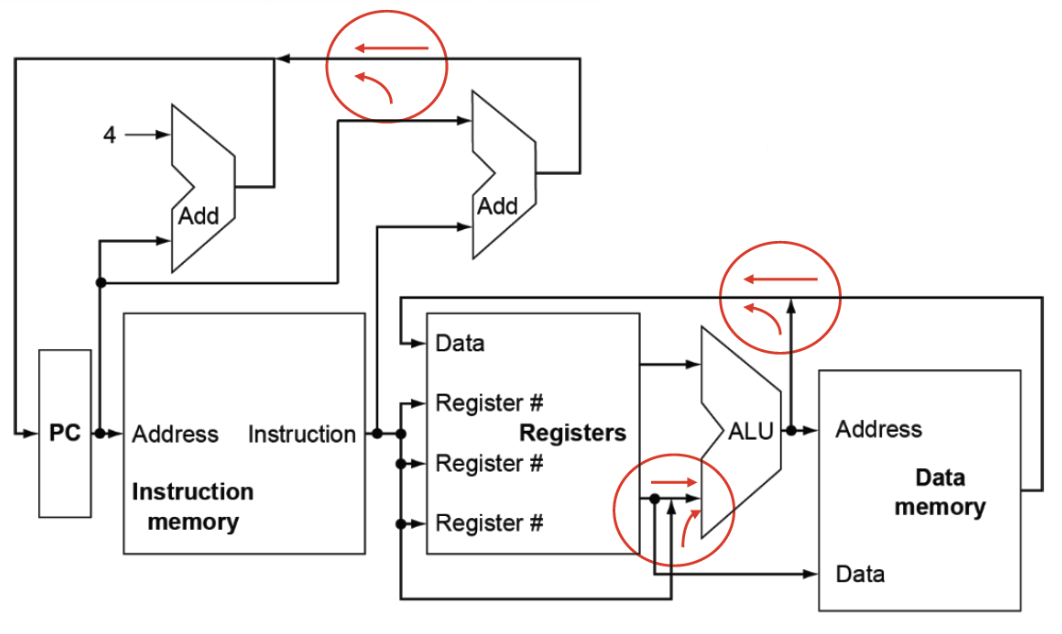 4
Add
Add
Data
Register #
Registers
Register #
Register #
PC
Address
Instruction
Instruction
memory
ALU
Address
Data
memory
Data